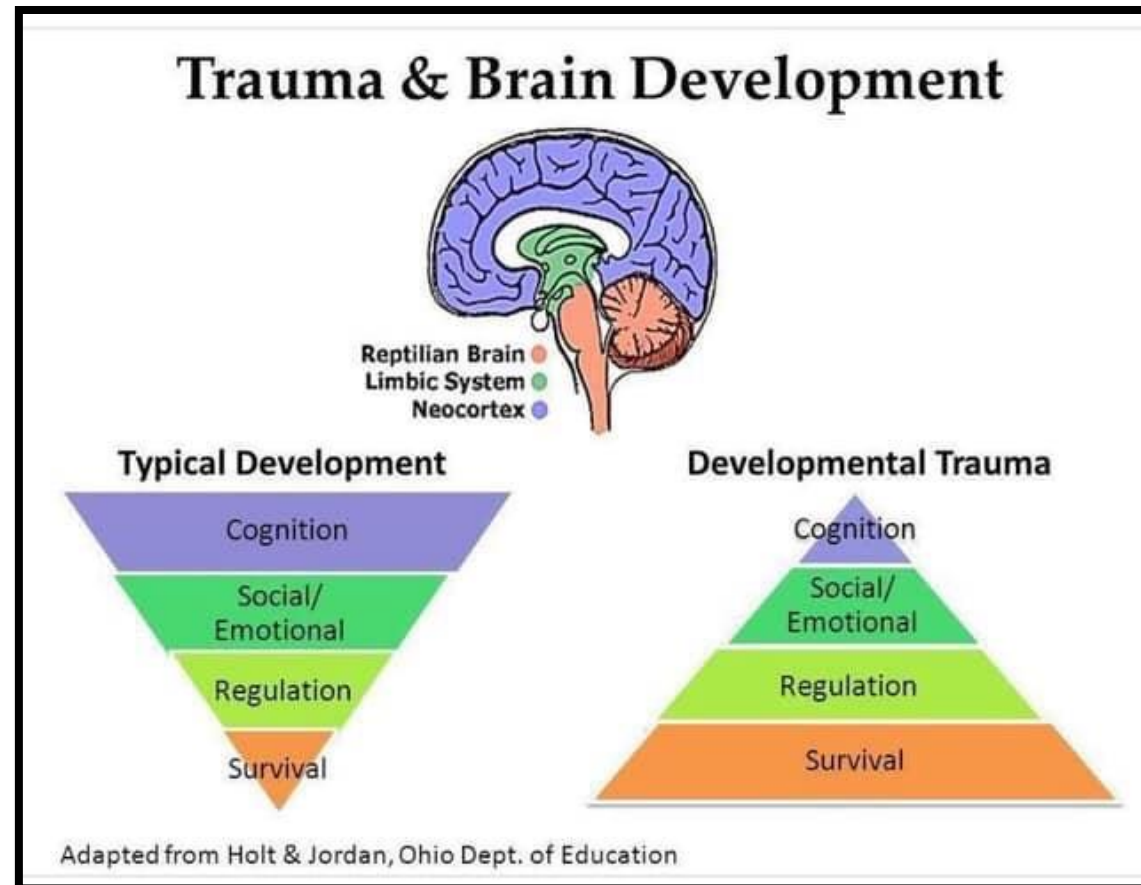 Trauma & Brain Development
Reptilian Brain
Limbic System
Neocortex
Typical Development
Cognition
Social/
Emotional
Regulation
Survival
Developmental Trauma
Cognition
Social/
Emotional
Regulation
Survival
Adapted from Holt & Jordan, Ohio Dept. of Education